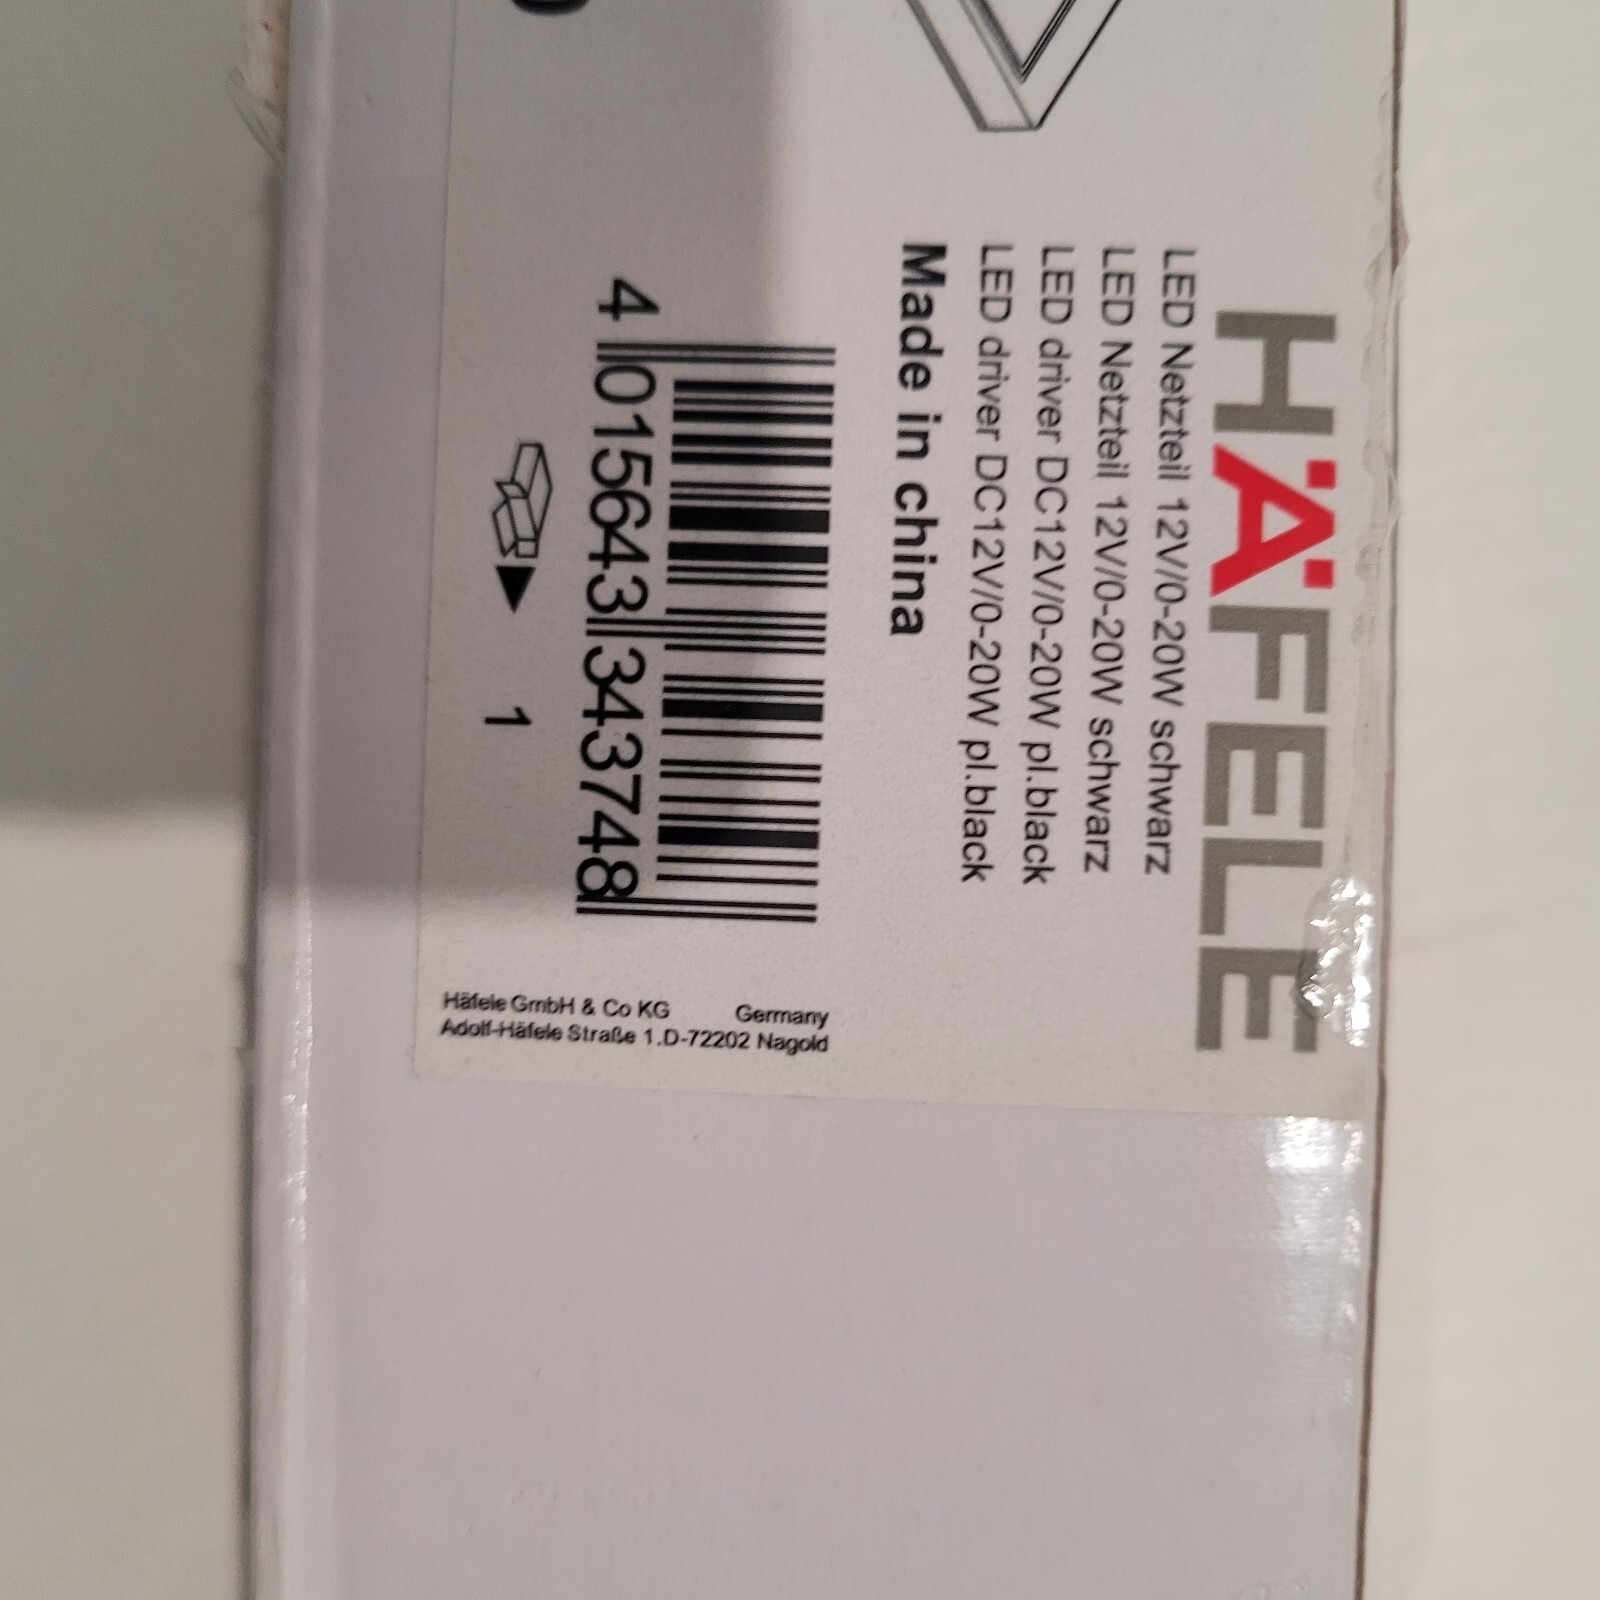 HÄFELE
LED Netzteil 12V/0-20W schwarz
LED Netzteil 12V/0-20W schwarz
LED driver DC12V/0-20W pl.black
LED driver DC12V/0-20W pl.black
Made in china
4 015643 343748
1
Häfele GmbH & Co KG Germany
Adolf-Häfele Straße 1.D-72202 Nagold